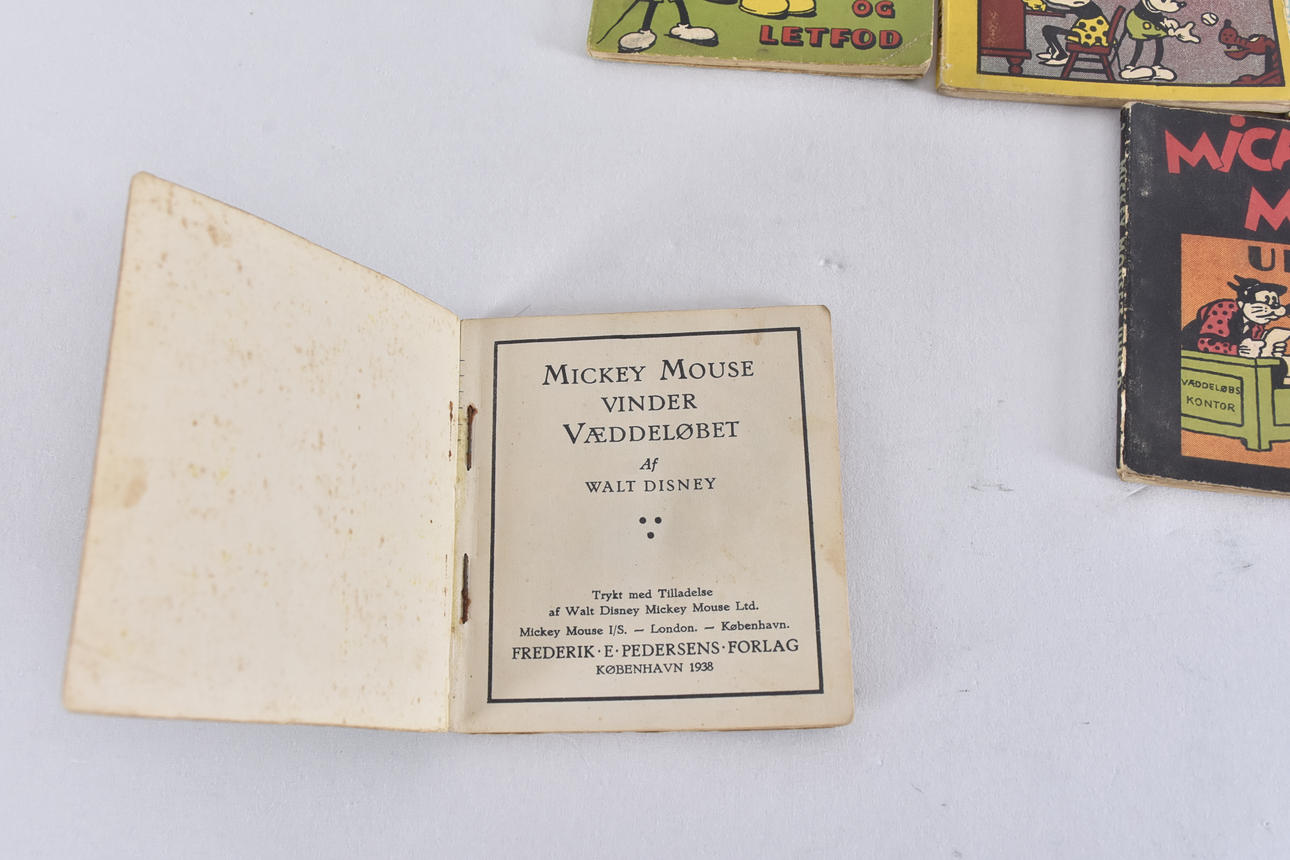 OG
LETFOD
MICKEY MOUSE
VINDER
VÆDDELØBET
Af
WALT DISNEY
Trykt med Tilladelse
af Walt Disney Mickey Mouse Ltd.
Mickey Mouse I/S. — London. — København.
FREDERIK·E·PEDERSENS·FORLAG
KØBENHAVN 1938
VÆDDELØBS
KONTOR